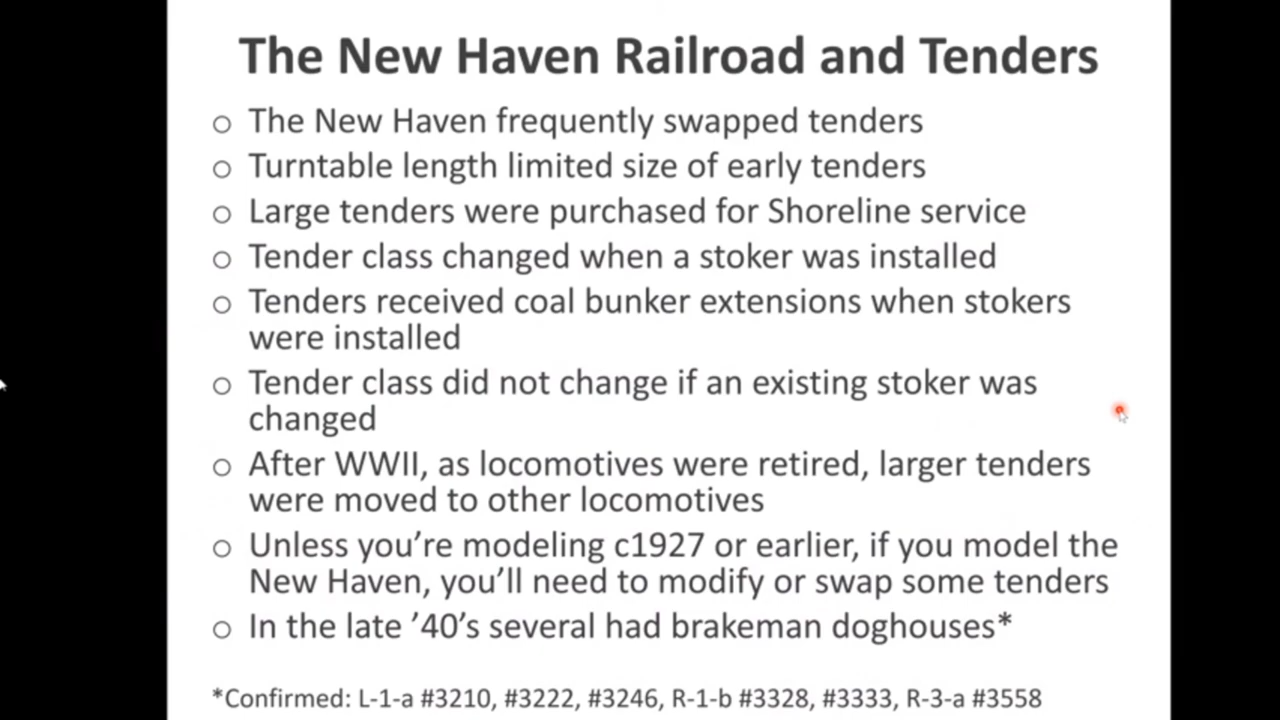 The New Haven Railroad and Tenders
○ The New Haven frequently swapped tenders
○ Turntable length limited size of early tenders
○ Large tenders were purchased for Shoreline service
○ Tender class changed when a stoker was installed
○ Tenders received coal bunker extensions when stokers
were installed
○ Tender class did not change if an existing stoker was
changed
○ After WWII, as locomotives were retired, larger tenders
were moved to other locomotives
○ Unless you’re modeling c1927 or earlier, if you model the
New Haven, you’ll need to modify or swap some tenders
○ In the late ’40’s several had brakeman doghouses*
*Confirmed: L-1-a #3210, #3222, #3246, R-1-b #3328, #3333, R-3-a #3558